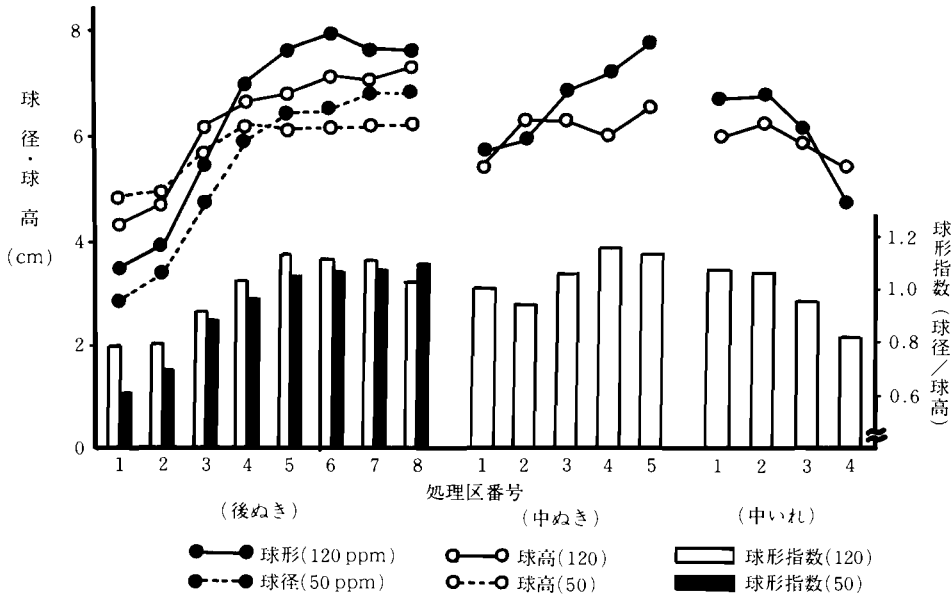 球径・球高(cm)
8
6
4
2
0
球形指数(球径/球高)
1.2
1.0
0.8
0.6
1 2 3 4 5 6 7 8
1 2 3 4 5
1 2 3 4
処理区番号
(後ぬき)
(中ぬき)
(中いれ)
球形(120 ppm)
球高(120)
球形指数(120)
球径(50 ppm)
球高(50)
球形指数(50)